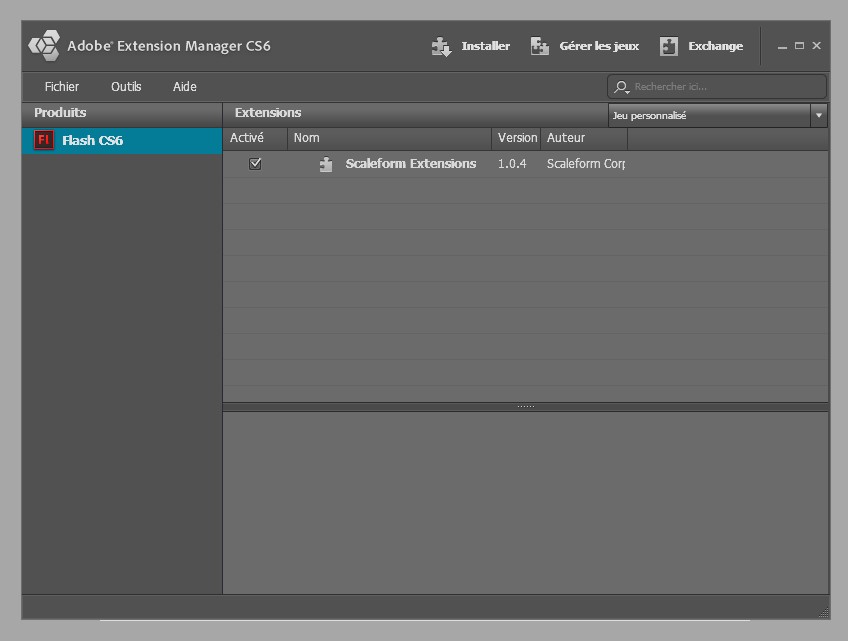 Adobe® Extension Manager CS6
Installer
Gérer les jeux
Exchange
Fichier Outils Aide
Rechercher ici...
Produits
Extensions
Jeu personnalisé
Fl Flash CS6
Activé Nom Version Auteur
Scaleform Extensions 1.0.4 Scaleform Corp